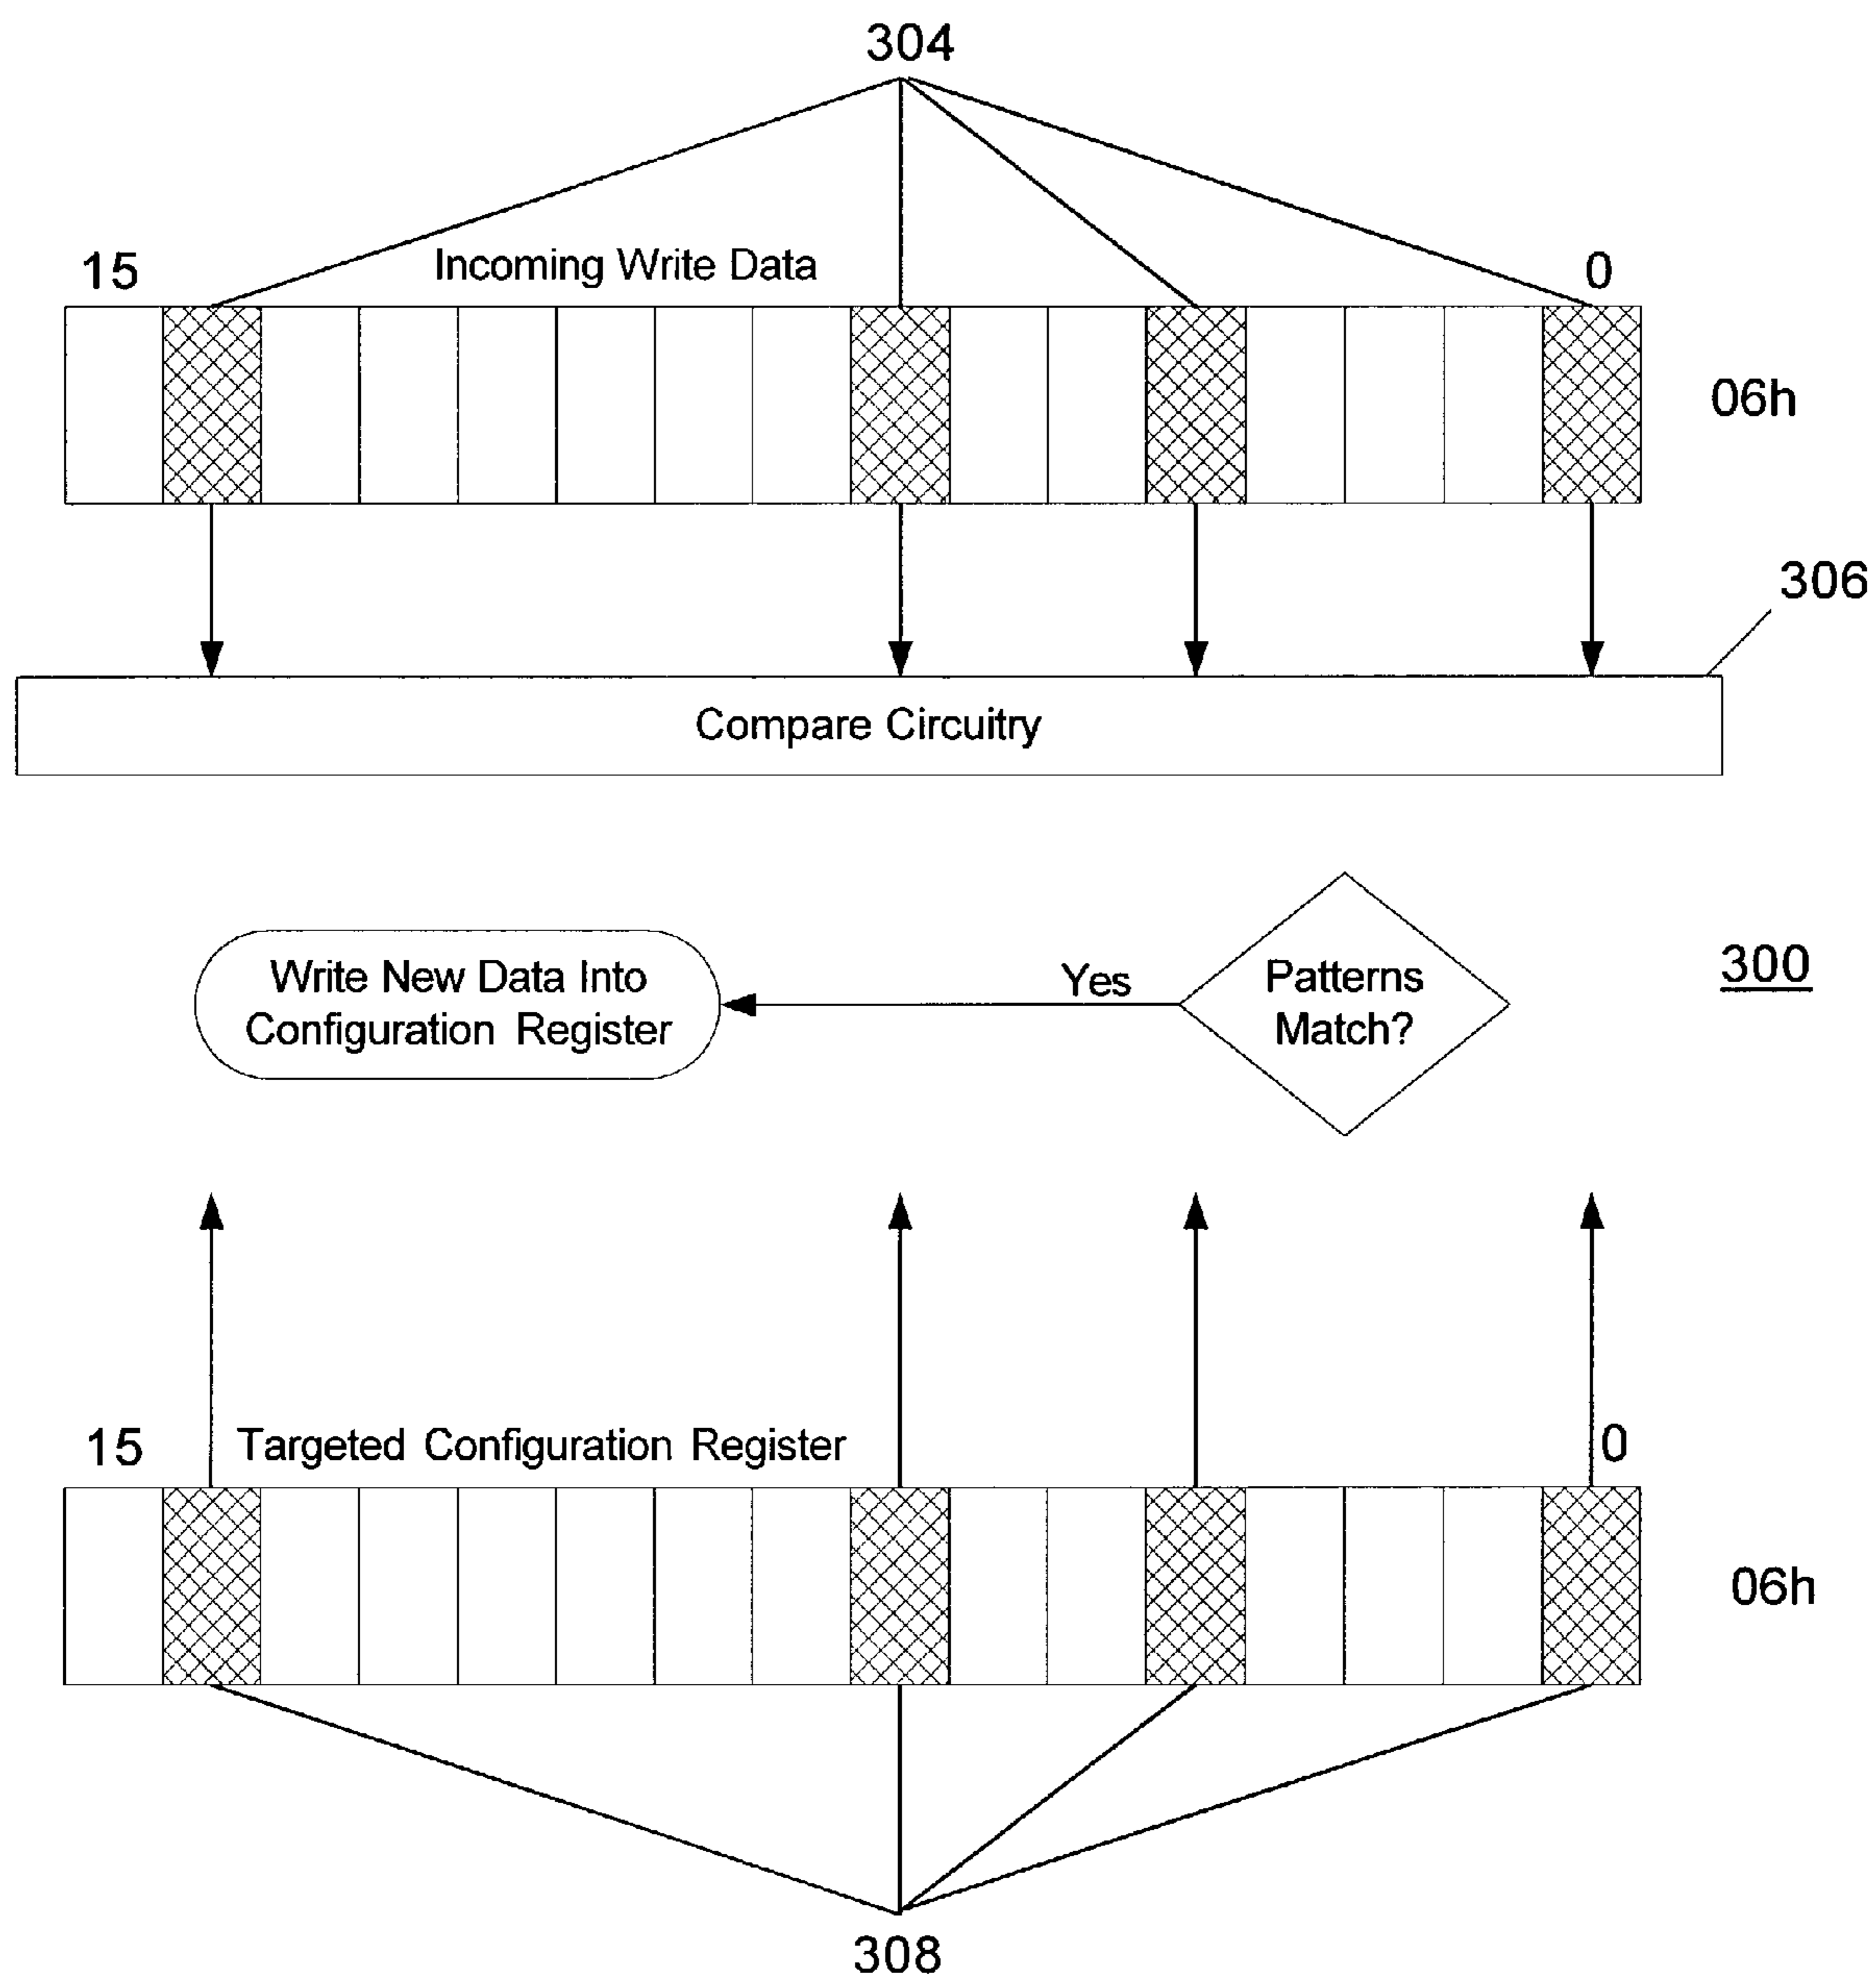 304
15 Incoming Write Data 0
06h
306
Compare Circuitry
Write New Data Into
Configuration Register
Yes
Patterns
Match?
300
15 Targeted Configuration Register 0
06h
308